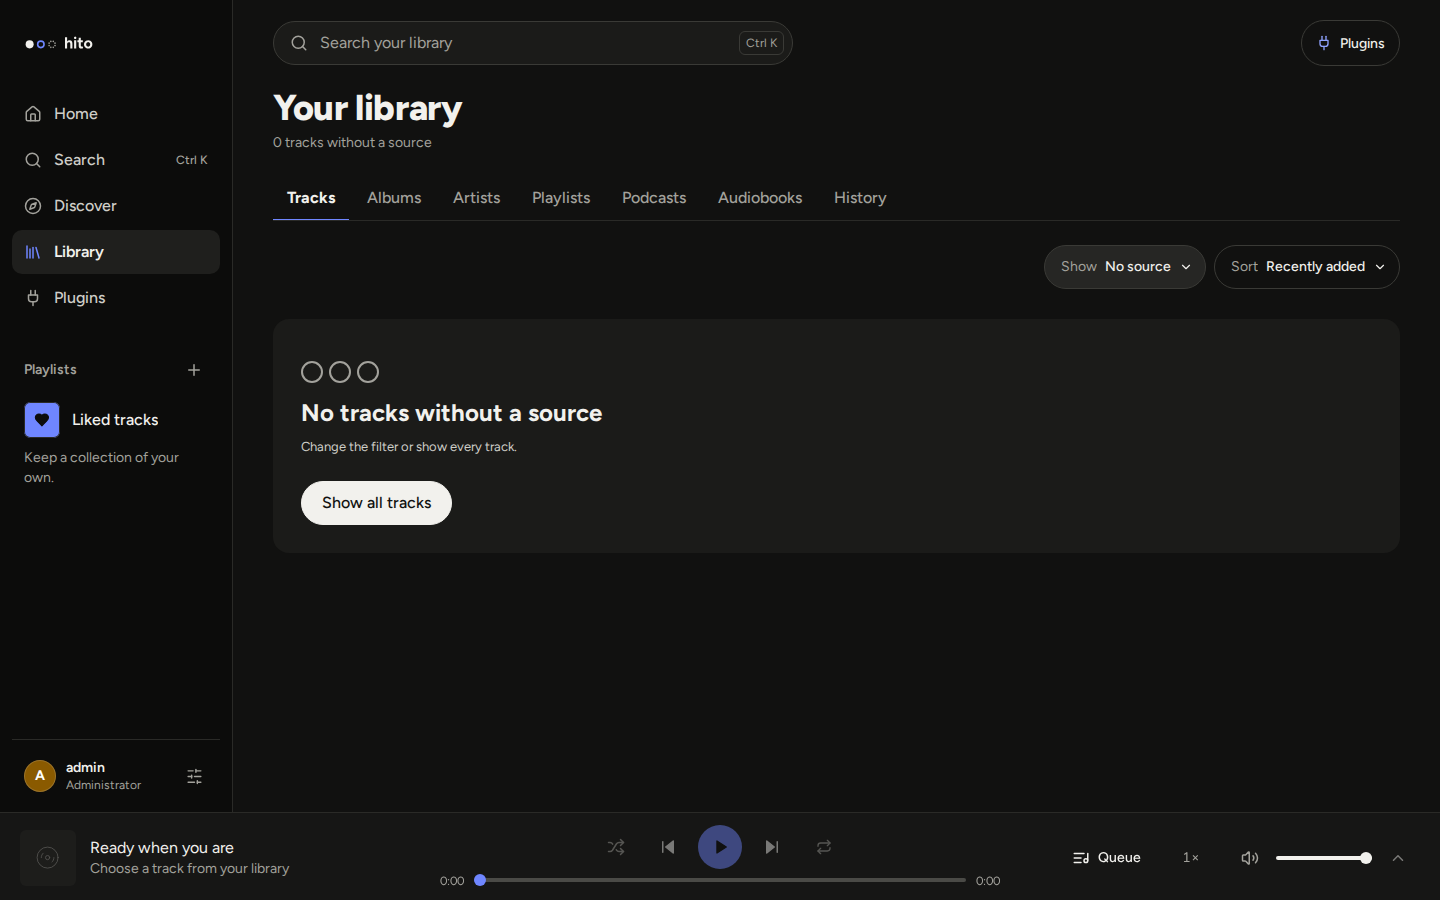 hito
Search your library
Ctrl K
Plugins
Home
Search
Ctrl K
Discover
Library
Plugins
Playlists
Liked tracks
Keep a collection of your
own.
admin
Administrator
A
Your library
0 tracks without a source
Tracks
Albums
Artists
Playlists
Podcasts
Audiobooks
History
Show No source
Sort Recently added
No tracks without a source
Change the filter or show every track.
Show all tracks
Ready when you are
Choose a track from your library
0:00
0:00
Queue
1×